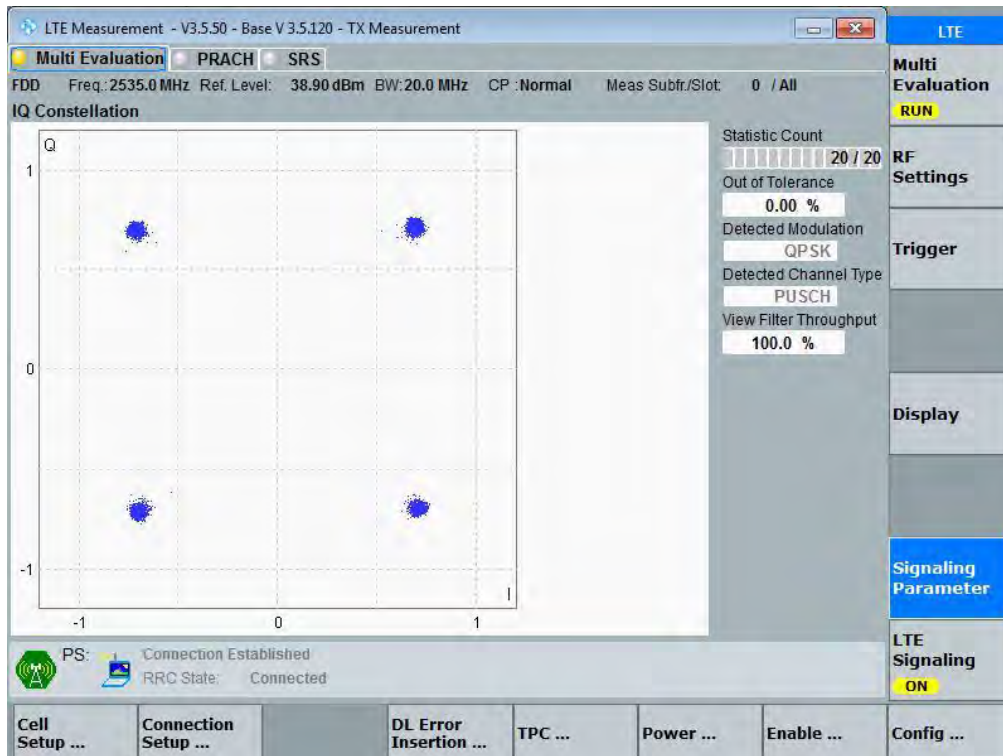 LTE Measurement - V3.5.50 - Base V 3.5.120 - TX Measurement
LTE
Multi Evaluation PRACH SRS
FDD Freq.: 2535.0 MHz Ref. Level: 38.90 dBm BW: 20.0 MHz CP : Normal Meas Subfr./Slot: 0 / All
IQ Constellation
Q
1
0
-1
I
-1 0 1
Statistic Count
20 / 20
Out of Tolerance
0.00 %
Detected Modulation
QPSK
Detected Channel Type
PUSCH
View Filter Throughput
100.0 %
Multi
Evaluation
RUN
RF
Settings
Trigger
Display
Signaling
Parameter
LTE
Signaling
ON
PS: Connection Established
RRC State: Connected
Cell
Setup ...
Connection
Setup ...
DL Error
Insertion ...
TPC ...
Power ...
Enable ...
Config ...